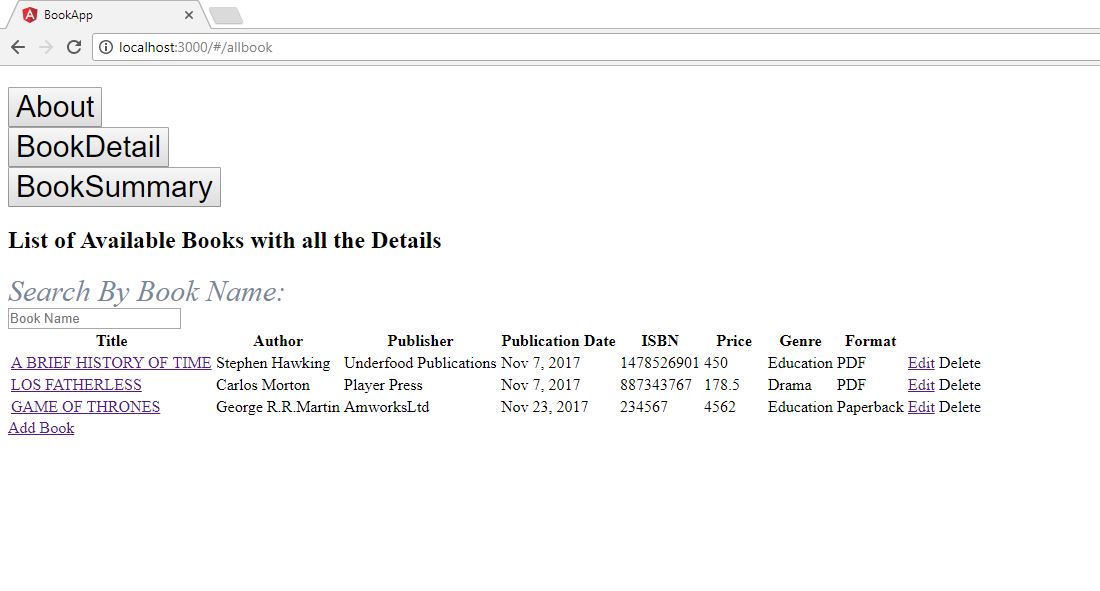 BookApp
localhost:3000/#/allbook
About
BookDetail
BookSummary
List of Available Books with all the Details
Search By Book Name:
Book Name
Title Author Publisher Publication Date ISBN Price Genre Format
A BRIEF HISTORY OF TIME Stephen Hawking Underfood Publications Nov 7, 2017 1478526901 450 Education PDF Edit Delete
LOS FATHERLESS Carlos Morton Player Press Nov 7, 2017 887343767 178.5 Drama PDF Edit Delete
GAME OF THRONES George R.R.Martin AmworksLtd Nov 23, 2017 234567 4562 Education Paperback Edit Delete
Add Book